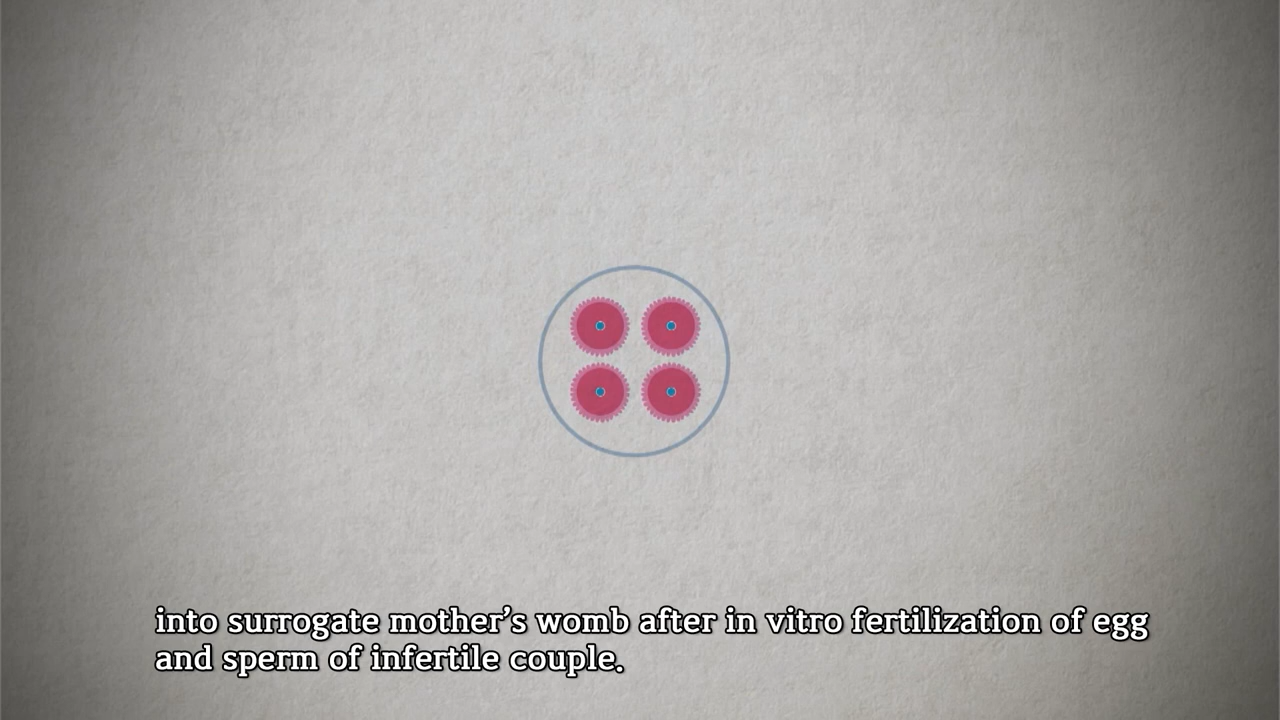 into surrogate mother’s womb after in vitro fertilization of egg
and sperm of infertile couple.